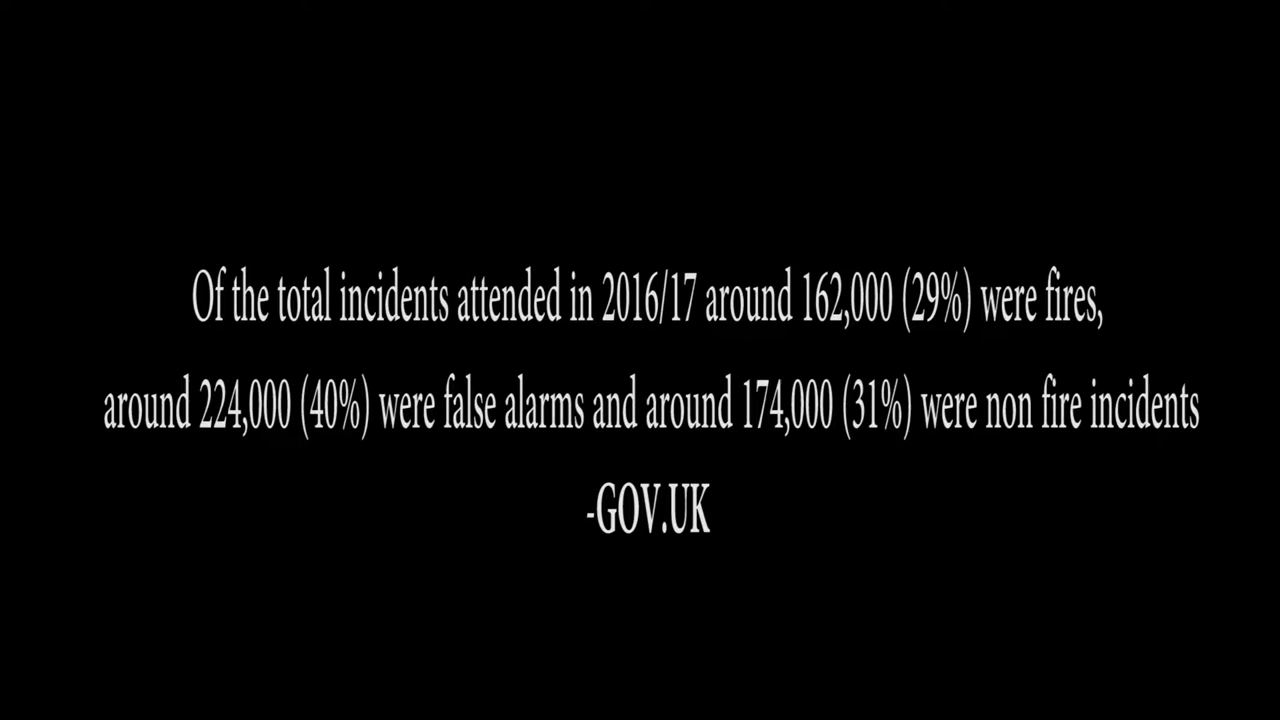 Of the total incidents attended in 2016/17 around 162,000 (29%) were fires,
around 224,000 (40%) were false alarms and around 174,000 (31%) were non fire incidents
-GOV.UK